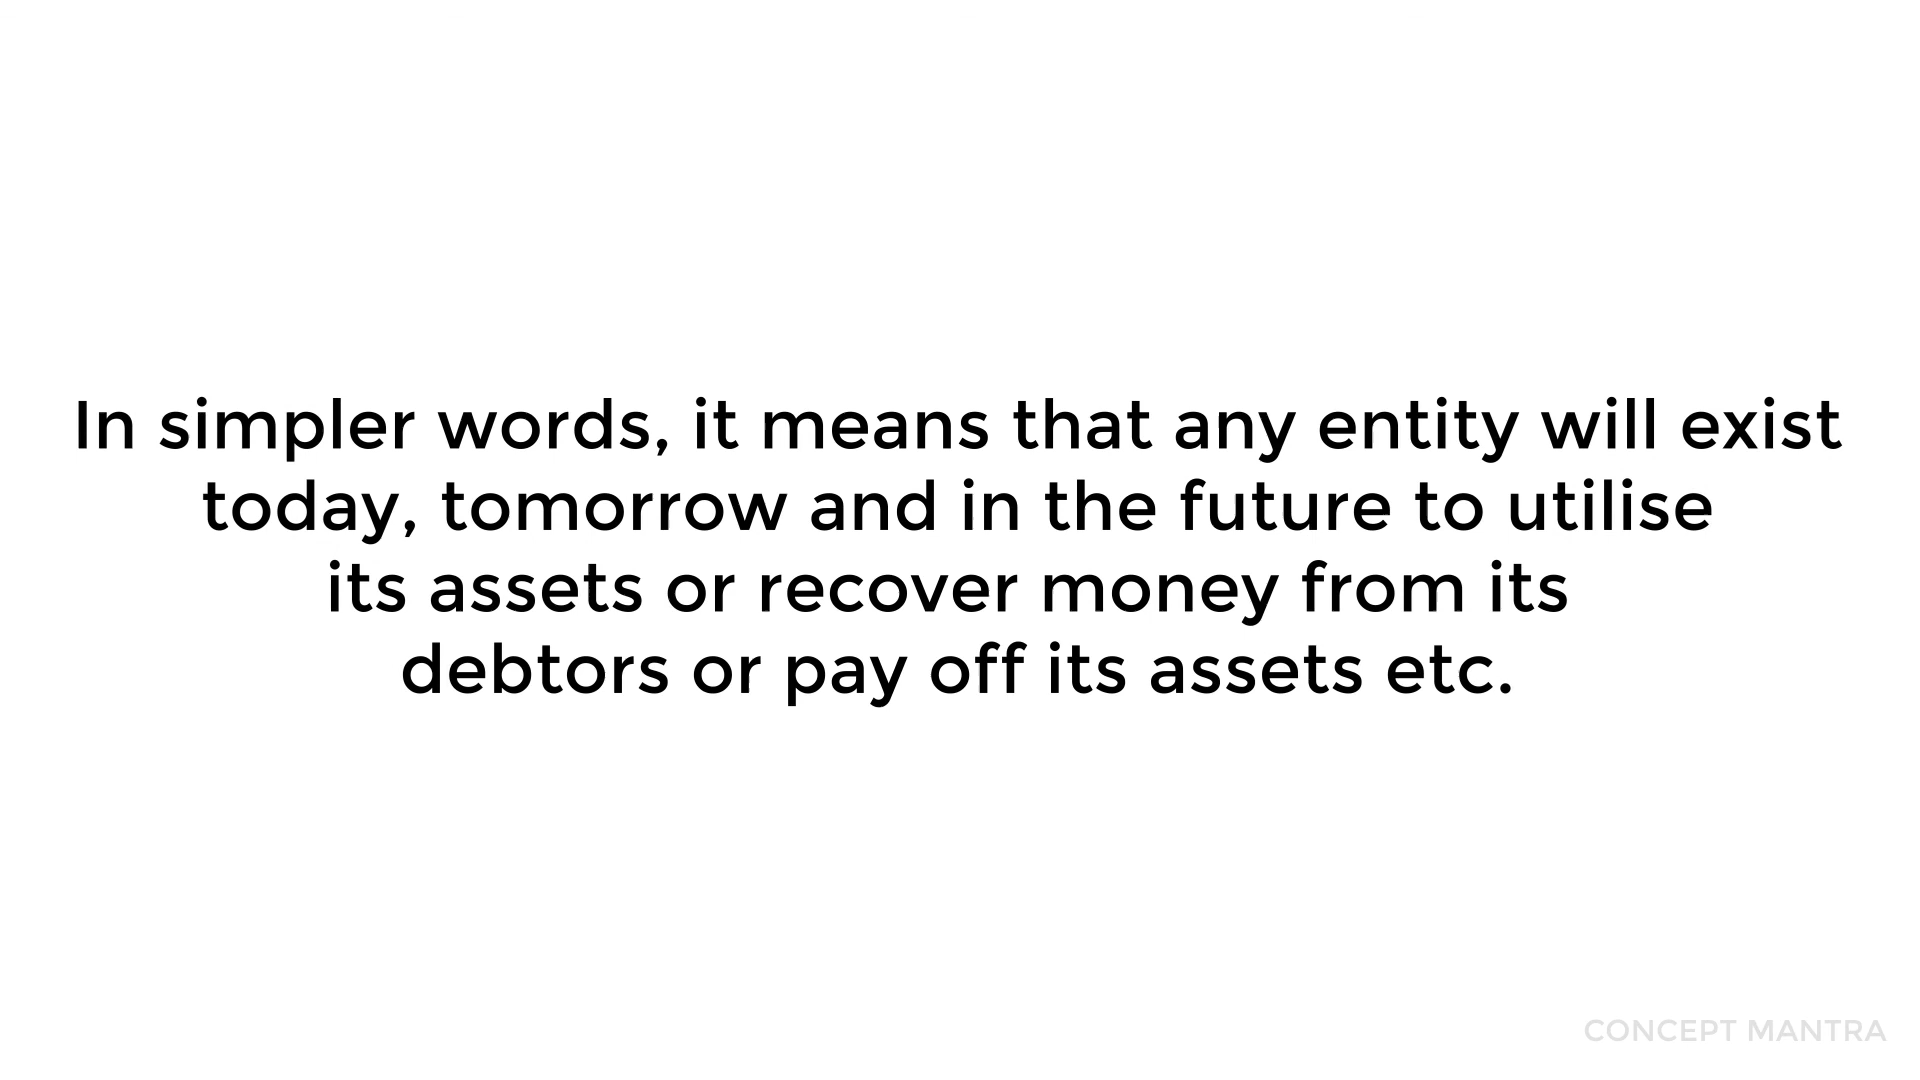 In simpler words, it means that any entity will exist
today, tomorrow and in the future to utilise
its assets or recover money from its
debtors or pay off its assets etc.
CONCEPT MANTRA